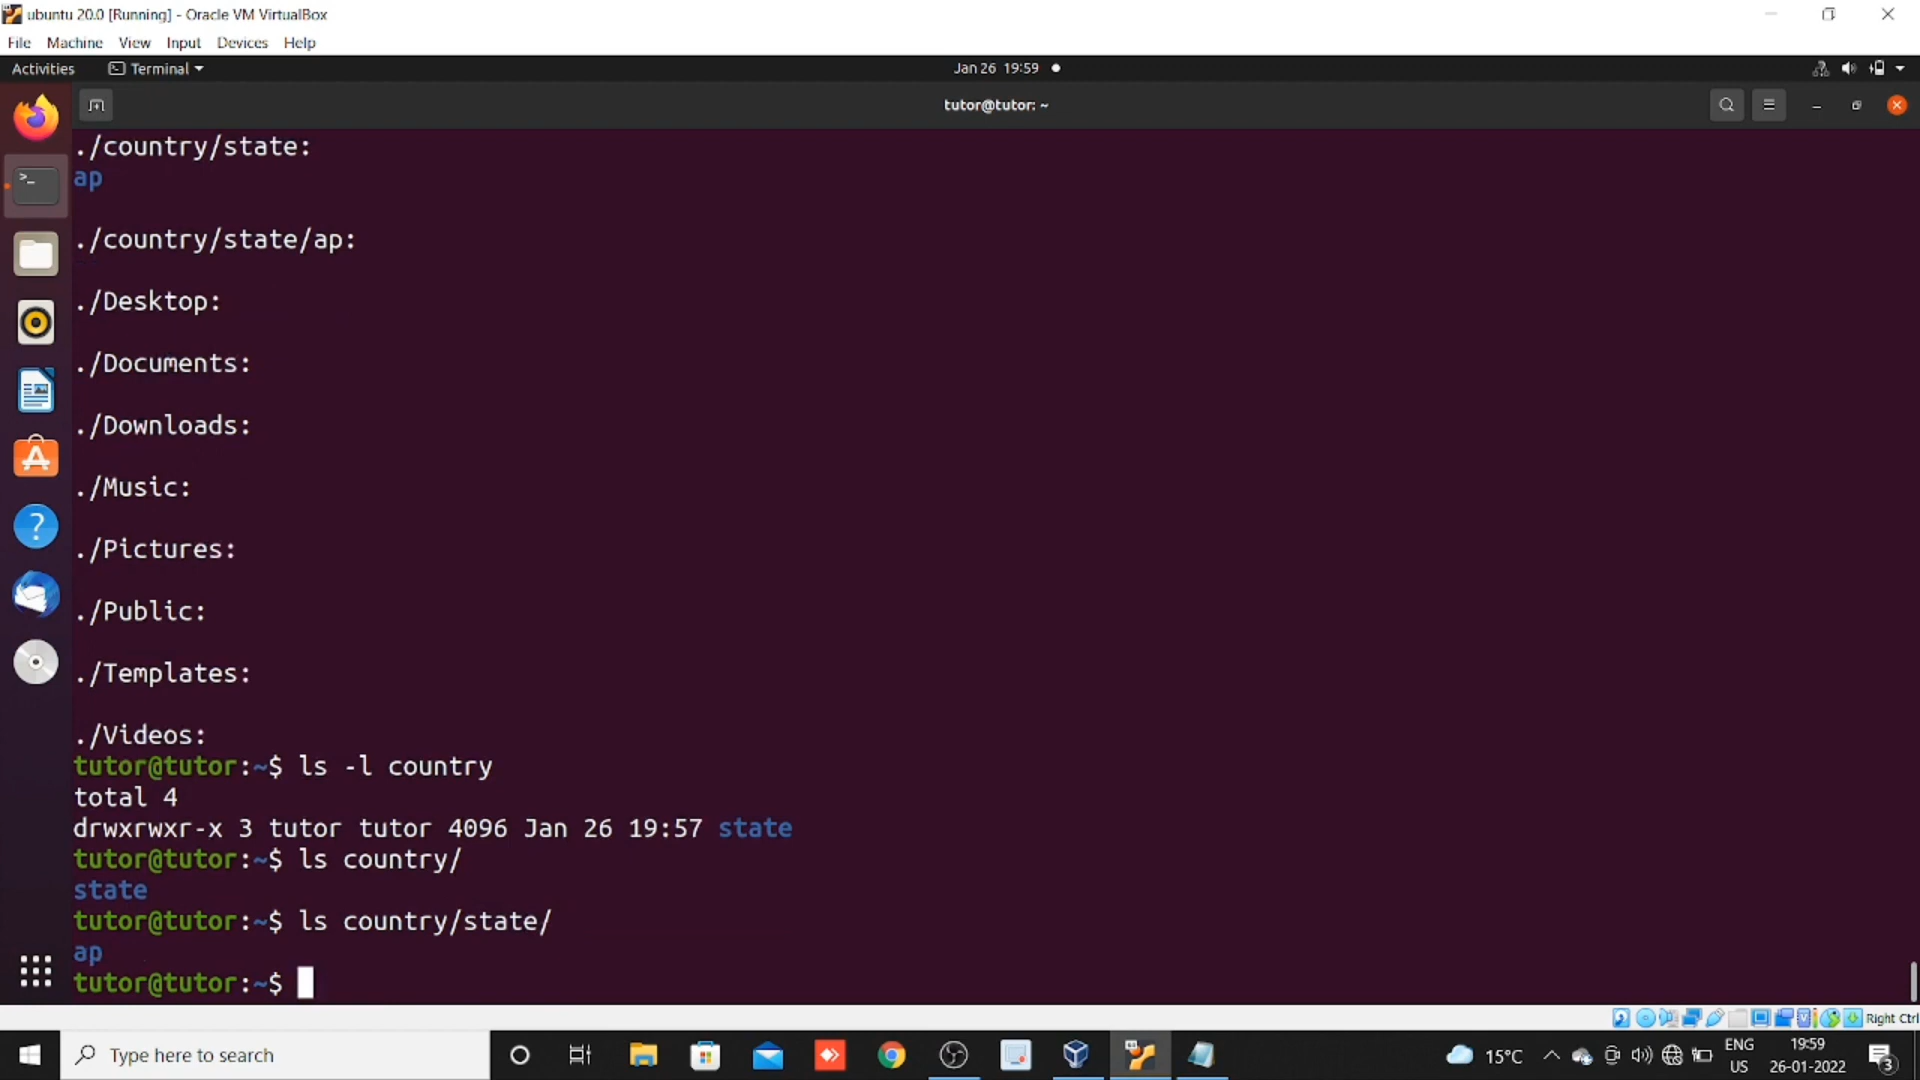 ubuntu 20.0 [Running] - Oracle VM VirtualBox
File Machine View Input Devices Help
Activities Terminal Jan 26 19:59
tutor@tutor: ~
./country/state:
ap
./country/state/ap:
./Desktop:
./Documents:
./Downloads:
./Music:
./Pictures:
./Public:
./Templates:
./Videos:
tutor@tutor:~$ ls -l country
total 4
drwxrwxr-x 3 tutor tutor 4096 Jan 26 19:57 state
tutor@tutor:~$ ls country/
state
tutor@tutor:~$ ls country/state/
ap
tutor@tutor:~$
Right Ctrl
Type here to search
15°C
ENG
US
19:59
26-01-2022
3